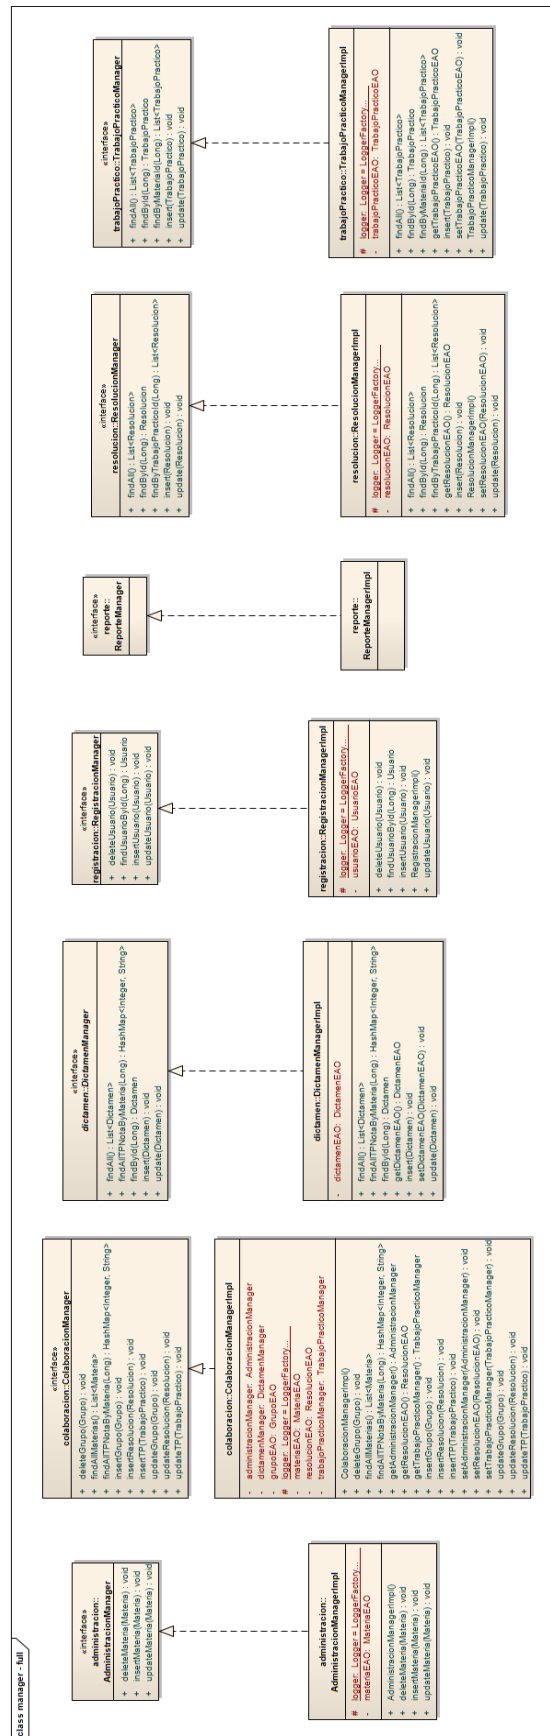 class manager - full
«interface»
administracion::
AdministracionManager
+ deleteMateria(Materia) : void
+ insertMateria(Materia) : void
+ updateMateria(Materia) : void
«interface»
colaboracion::ColaboracionManager
+ deleteGrupo(Grupo) : void
+ findAllMaterias() : List<Materia>
+ findAllTPNotaByMateria(Long) : HashMap<Integer, String>
+ insertGrupo(Grupo) : void
+ insertResolucion(Resolucion) : void
+ insertTP(TrabajoPractico) : void
+ updateGrupo(Grupo) : void
+ updateResolucion(Resolucion) : void
+ updateTP(TrabajoPractico) : void
«interface»
dictamen::DictamenManager
+ findAll() : List<Dictamen>
+ findAllTPNotaByMateria(Long) : HashMap<Integer, String>
+ findById(Long) : Dictamen
+ insert(Dictamen) : void
+ update(Dictamen) : void
«interface»
registracion::RegistracionManager
+ deleteUsuario(Usuario) : void
+ findUsuarioById(Long) : Usuario
+ insertUsuario(Usuario) : void
+ updateUsuario(Usuario) : void
«interface»
reporte::
ReporteManager
«interface»
resolucion::ResolucionManager
+ findAll() : List<Resolucion>
+ findById(Long) : Resolucion
+ findByTrabajoPracticoId(Long) : List<Resolucion>
+ insert(Resolucion) : void
+ update(Resolucion) : void
«interface»
trabajoPractico::TrabajoPracticoManager
+ findAll() : List<TrabajoPractico>
+ findById(Long) : TrabajoPractico
+ findByMateriaId(Long) : List<TrabajoPractico>
+ insert(TrabajoPractico) : void
+ update(TrabajoPractico) : void
administracion::
AdministracionManagerImpl
# logger: Logger = LoggerFactory....
- materiaEAO: MateriaEAO
+ AdministracionManagerImpl()
+ deleteMateria(Materia) : void
+ insertMateria(Materia) : void
+ updateMateria(Materia) : void
colaboracion::ColaboracionManagerImpl
- administracionManager: AdministracionManager
- dictamenManager: DictamenManager
- grupoEAO: GrupoEAO
# logger: Logger = LoggerFactory....
- materiaEAO: MateriaEAO
- resolucionEAO: ResolucionEAO
- trabajoPracticoManager: TrabajoPracticoManager
+ ColaboracionManagerImpl()
+ deleteGrupo(Grupo) : void
+ findAllMaterias() : List<Materia>
+ findAllTPNotaByMateria(Long) : HashMap<Integer, String>
+ getAdministracionManager() : AdministracionManager
+ getResolucionEAO() : ResolucionEAO
+ getTrabajoPracticoManager() : TrabajoPracticoManager
+ insertGrupo(Grupo) : void
+ insertResolucion(Resolucion) : void
+ insertTP(TrabajoPractico) : void
+ setAdministracionManager(AdministracionManager) : void
+ setResolucionEAO(ResolucionEAO) : void
+ setTrabajoPracticoManager(TrabajoPracticoManager) : void
+ updateGrupo(Grupo) : void
+ updateResolucion(Resolucion) : void
+ updateTP(TrabajoPractico) : void
dictamen::DictamenManagerImpl
- dictamenEAO: DictamenEAO
+ findAll() : List<Dictamen>
+ findAllTPNotaByMateria(Long) : HashMap<Integer, String>
+ findById(Long) : Dictamen
+ getDictamenEAO() : DictamenEAO
+ insert(Dictamen) : void
+ setDictamenEAO(DictamenEAO) : void
+ update(Dictamen) : void
registracion::RegistracionManagerImpl
# logger: Logger = LoggerFactory....
- usuarioEAO: UsuarioEAO
+ deleteUsuario(Usuario) : void
+ findUsuarioById(Long) : Usuario
+ insertUsuario(Usuario) : void
+ RegistracionManagerImpl()
+ updateUsuario(Usuario) : void
reporte::
ReporteManagerImpl
resolucion::ResolucionManagerImpl
# logger: Logger = LoggerFactory....
- resolucionEAO: ResolucionEAO
+ findAll() : List<Resolucion>
+ findById(Long) : Resolucion
+ findByTrabajoPracticoId(Long) : List<Resolucion>
+ getResolucionEAO() : ResolucionEAO
+ insert(Resolucion) : void
+ ResolucionManagerImpl()
+ setResolucionEAO(ResolucionEAO) : void
+ update(Resolucion) : void
trabajoPractico::TrabajoPracticoManagerImpl
# logger: Logger = LoggerFactory....
- trabajoPracticoEAO: TrabajoPracticoEAO
+ findAll() : List<TrabajoPractico>
+ findById(Long) : TrabajoPractico
+ findByMateriaId(Long) : List<TrabajoPractico>
+ getTrabajoPracticoEAO() : TrabajoPracticoEAO
+ insert(TrabajoPractico) : void
+ setTrabajoPracticoEAO(TrabajoPracticoEAO) : void
+ TrabajoPracticoManagerImpl()
+ update(TrabajoPractico) : void